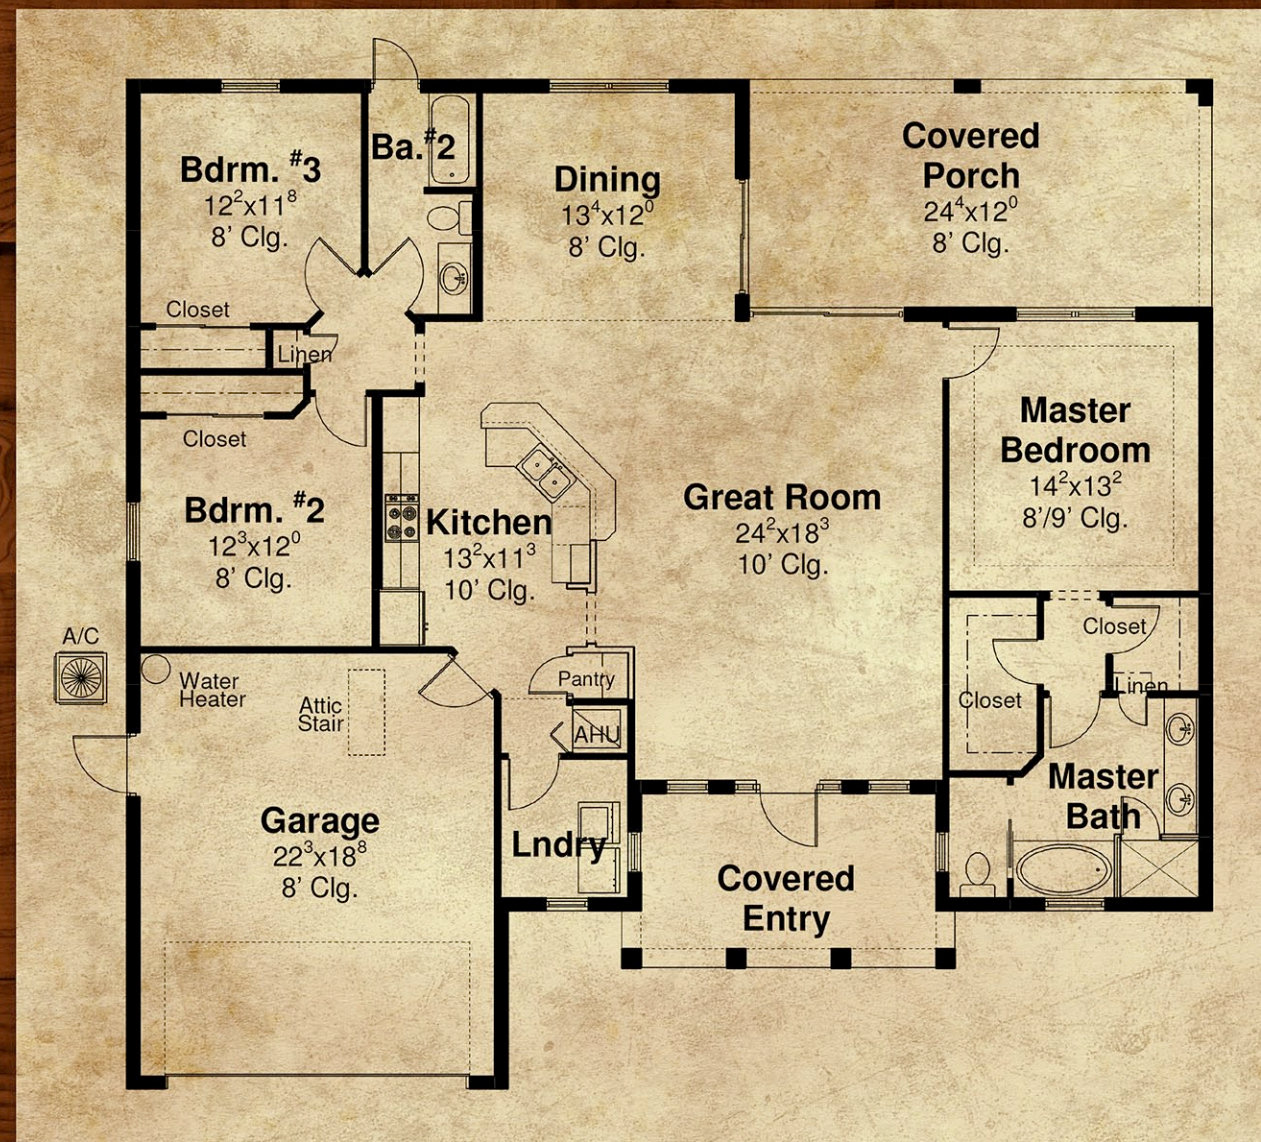 Bdrm. #3
12²x11⁸
8' Clg.
Closet
Linen
Ba.#2
Dining
13⁴x12⁰
8' Clg.
Covered
Porch
24⁴x12⁰
8' Clg.
Closet
Bdrm. #2
12³x12⁰
8' Clg.
Kitchen
13²x11³
10' Clg.
Great Room
24²x18³
10' Clg.
Master
Bedroom
14²x13²
8'/9' Clg.
A/C
Water
Heater
Attic
Stair
Pantry
AHU
Closet
Closet
Linen
Master
Bath
Garage
22³x18⁸
8' Clg.
Lndry
Covered
Entry